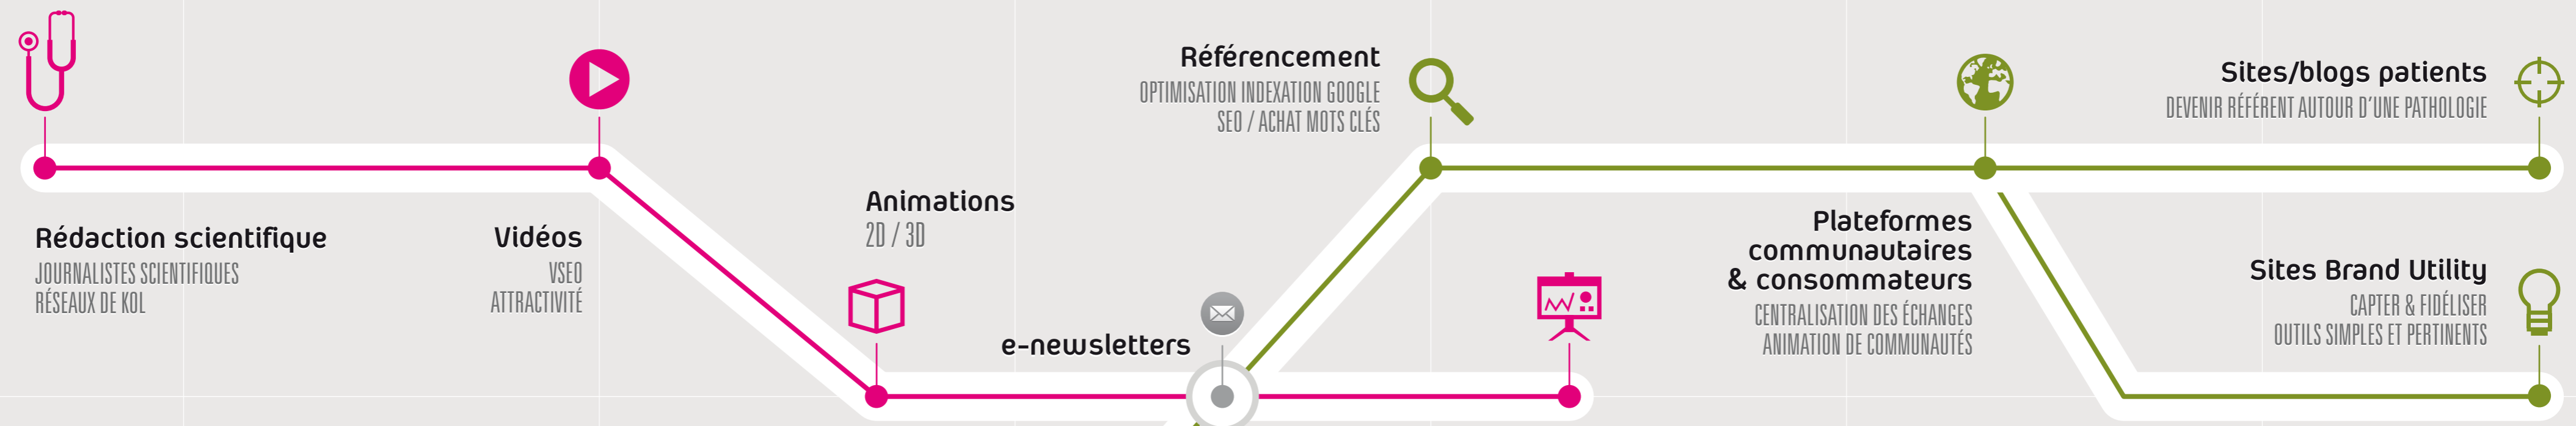 Rédaction scientifique
JOURNALISTES SCIENTIFIQUES
RÉSEAUX DE KOL
Vidéos
VSEO
ATTRACTIVITÉ
Animations
2D / 3D
e-newsletters
Référencement
OPTIMISATION INDEXATION GOOGLE
SEO / ACHAT MOTS CLÉS
Plateformes
communautaires
& consommateurs
CENTRALISATION DES ÉCHANGES
ANIMATION DE COMMUNAUTÉS
Sites/blogs patients
DEVENIR RÉFÉRENT AUTOUR D'UNE PATHOLOGIE
Sites Brand Utility
CAPTER & FIDÉLISER
OUTILS SIMPLES ET PERTINENTS